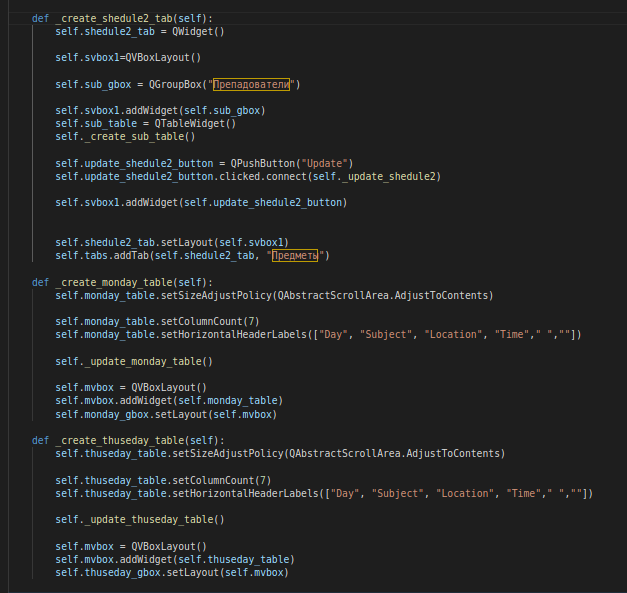 def _create_shedule2_tab(self):
self.shedule2_tab = QWidget()
self.svbox1=QVBoxLayout()
self.sub_gbox = QGroupBox("Препадователи")
self.svbox1.addWidget(self.sub_gbox)
self.sub_table = QTableWidget()
self._create_sub_table()
self.update_shedule2_button = QPushButton("Update")
self.update_shedule2_button.clicked.connect(self._update_shedule2)
self.svbox1.addWidget(self.update_shedule2_button)
self.shedule2_tab.setLayout(self.svbox1)
self.tabs.addTab(self.shedule2_tab, "Предметы")
def _create_monday_table(self):
self.monday_table.setSizeAdjustPolicy(QAbstractScrollArea.AdjustToContents)
self.monday_table.setColumnCount(7)
self.monday_table.setHorizontalHeaderLabels(["Day", "Subject", "Location", "Time"," ",""])
self._update_monday_table()
self.mvbox = QVBoxLayout()
self.mvbox.addWidget(self.monday_table)
self.monday_gbox.setLayout(self.mvbox)
def _create_thuseday_table(self):
self.thuseday_table.setSizeAdjustPolicy(QAbstractScrollArea.AdjustToContents)
self.thuseday_table.setColumnCount(7)
self.thuseday_table.setHorizontalHeaderLabels(["Day", "Subject", "Location", "Time"," ",""])
self._update_thuseday_table()
self.mvbox = QVBoxLayout()
self.mvbox.addWidget(self.thuseday_table)
self.thuseday_gbox.setLayout(self.mvbox)